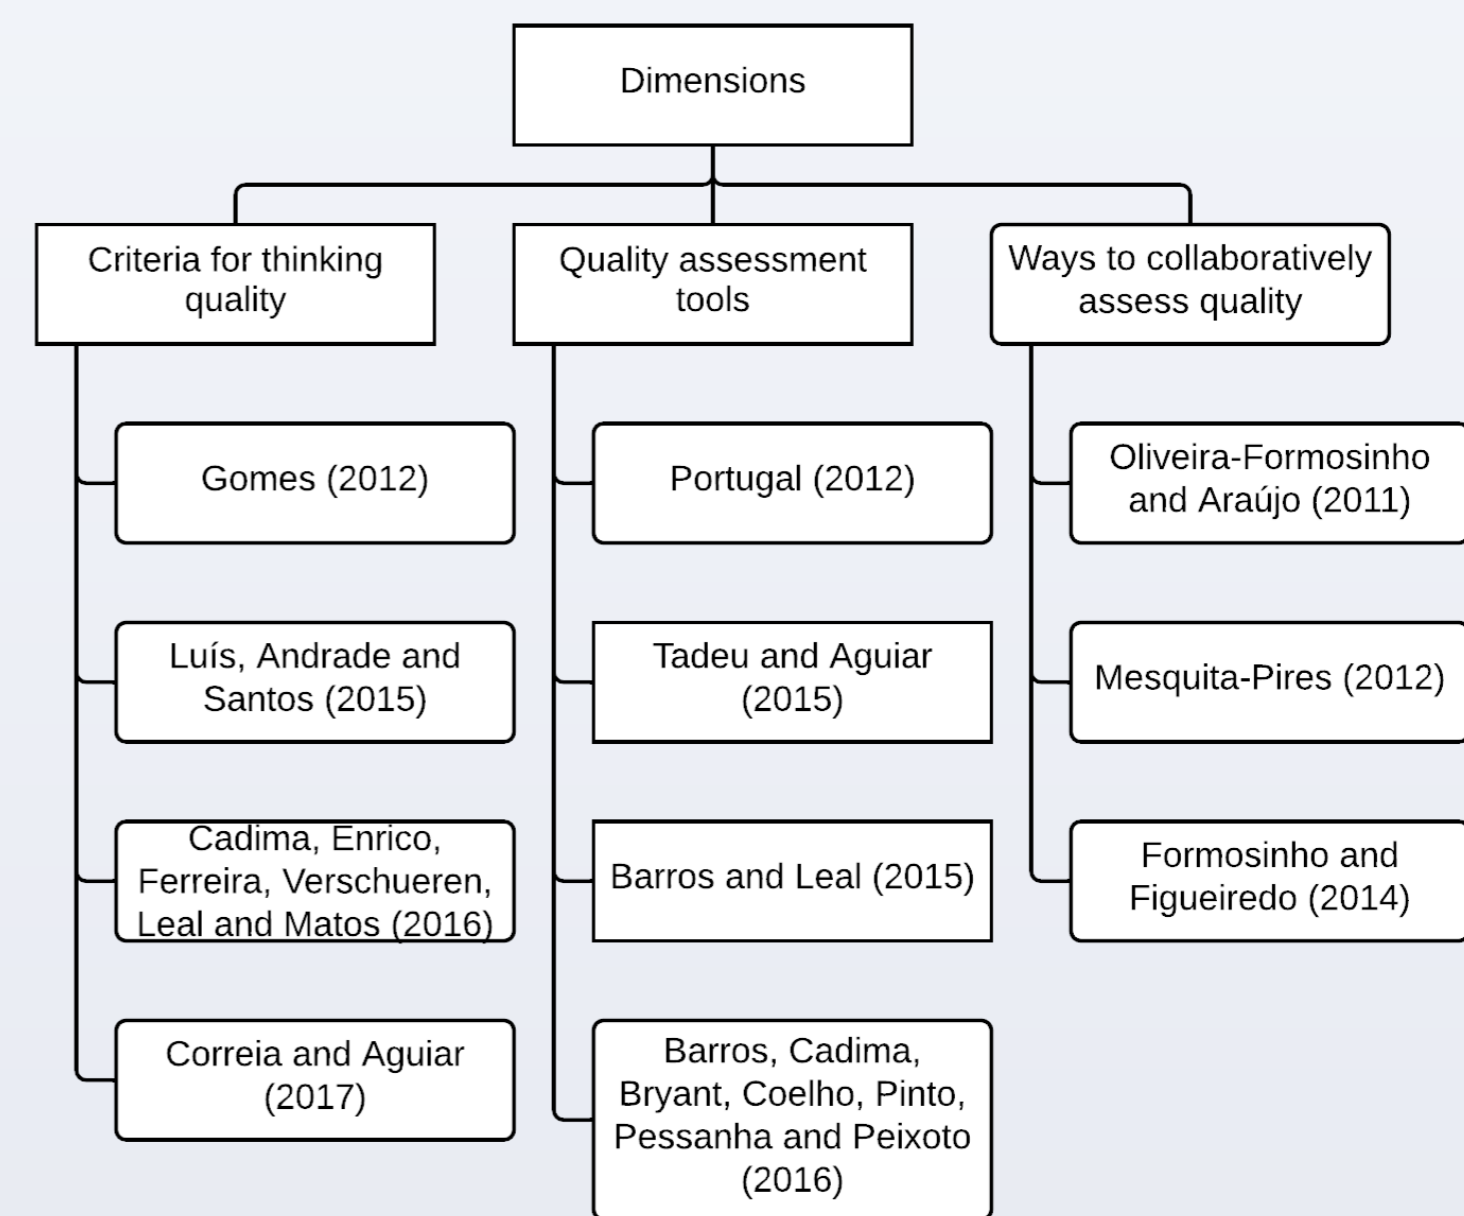 Dimensions
Criteria for thinking
quality
Quality assessment
tools
Ways to collaboratively
assess quality
Gomes (2012)
Luís, Andrade and
Santos (2015)
Cadima, Enrico,
Ferreira, Verschueren,
Leal and Matos (2016)
Correia and Aguiar
(2017)
Portugal (2012)
Tadeu and Aguiar
(2015)
Barros and Leal (2015)
Barros, Cadima,
Bryant, Coelho, Pinto,
Pessanha and Peixoto
(2016)
Oliveira-Formosinho
and Araújo (2011)
Mesquita-Pires (2012)
Formosinho and
Figueiredo (2014)